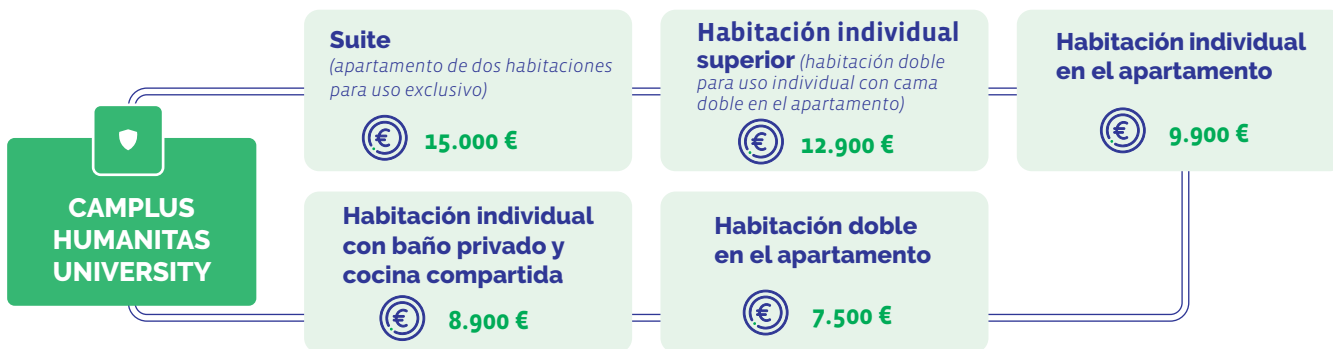 CAMPLUS
HUMANITAS
UNIVERSITY
Suite
(apartamento de dos habitaciones
para uso exclusivo)
€ 15.000 €
Habitación individual
superior (habitación doble
para uso individual con cama
doble en el apartamento)
€ 12.900 €
Habitación individual
en el apartamento
€ 9.900 €
Habitación individual
con baño privado y
cocina compartida
€ 8.900 €
Habitación doble
en el apartamento
€ 7.500 €